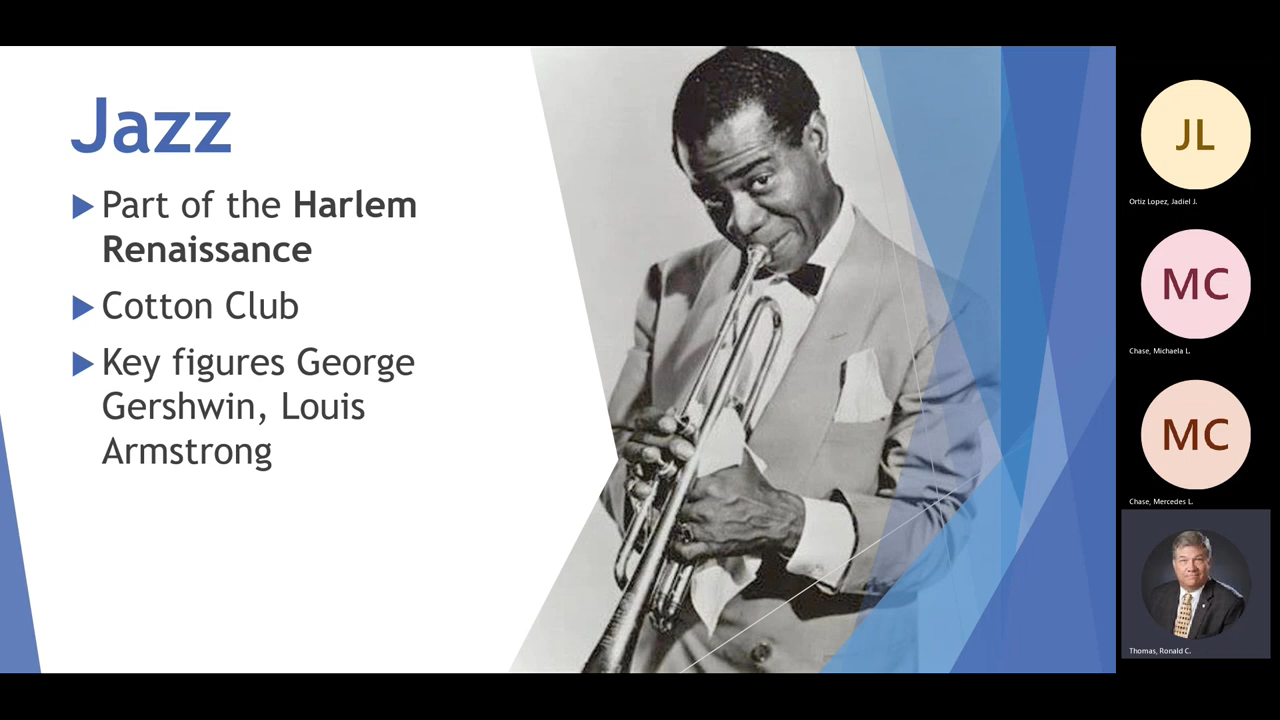 Jazz
Part of the Harlem
Renaissance
Cotton Club
Key figures George
Gershwin, Louis
Armstrong
JL
Ortiz Lopez, Jadiel J.
MC
Chase, Michaela L.
MC
Chase, Mercedes L.
Thomas, Ronald C.